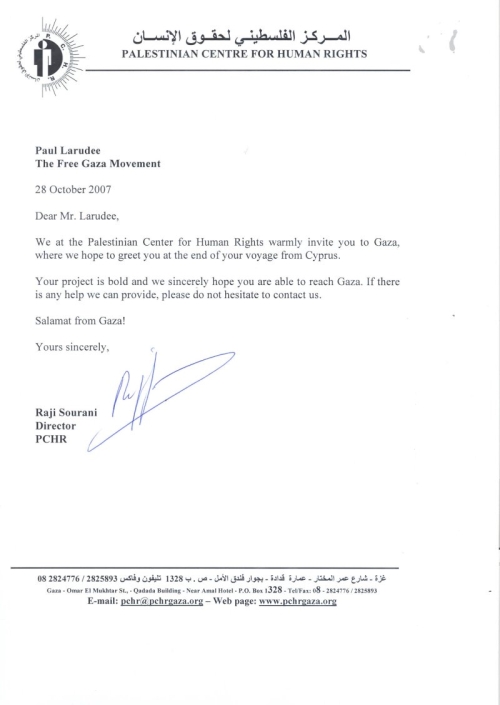 المـــركـز الفلسطيـنـي لحقــوق الإنســـان
PALESTINIAN CENTRE FOR HUMAN RIGHTS
Paul Larudee
The Free Gaza Movement
28 October 2007
Dear Mr. Larudee,
We at the Palestinian Center for Human Rights warmly invite you to Gaza,
where we hope to greet you at the end of your voyage from Cyprus.
Your project is bold and we sincerely hope you are able to reach Gaza. If there
is any help we can provide, please do not hesitate to contact us.
Salamat from Gaza!
Yours sincerely,
Raji Sourani
Director
PCHR
غزة - شارع عمر المختار - عمارة قدادة - بجوار فندق الأمل - ص . ب 1328 تليفون وفاكس 2825893 / 2824776 08
Gaza - Omar El Mukhtar St., - Qadada Building - Near Amal Hotel - P.O. Box 1328 - Tel/Fax: 08 - 2824776 / 2825893
E-mail: pchr@pchrgaza.org – Web page: www.pchrgaza.org